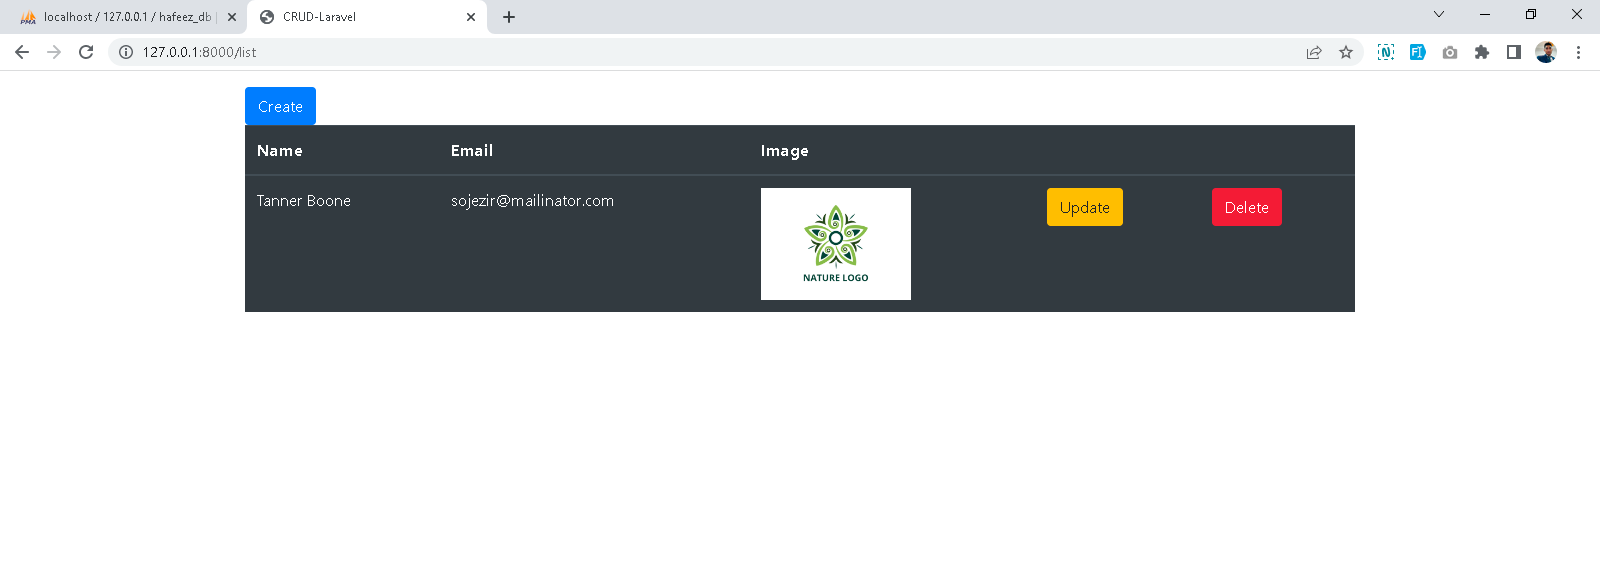 PMA localhost / 127.0.0.1 / hafeez_db
CRUD-Laravel
127.0.0.1:8000/list
Create
Name Email Image
Tanner Boone sojezir@mailinator.com Update Delete
NATURE LOGO